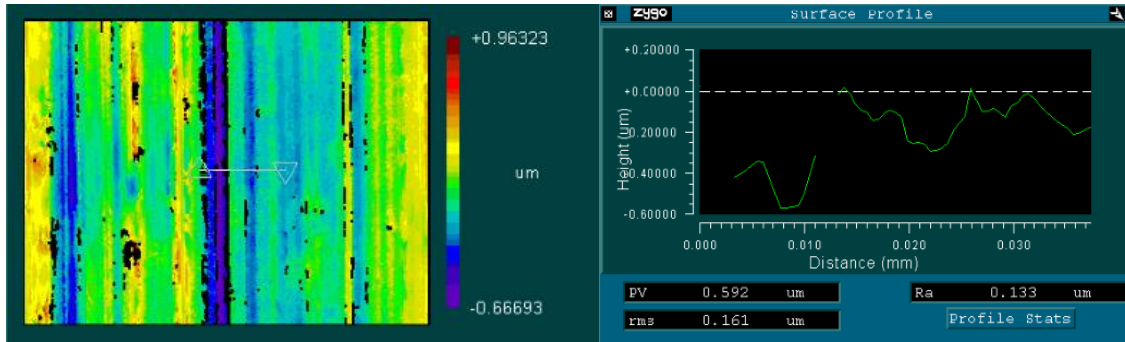 +0.96323
um
-0.66693
zygo
Surface Profile
+0.20000
+0.00000
-0.20000
-0.40000
-0.60000
Height (um)
0.000
0.010
0.020
0.030
Distance (mm)
PV 0.592 um
Ra 0.133 um
rms 0.161 um
Profile Stats